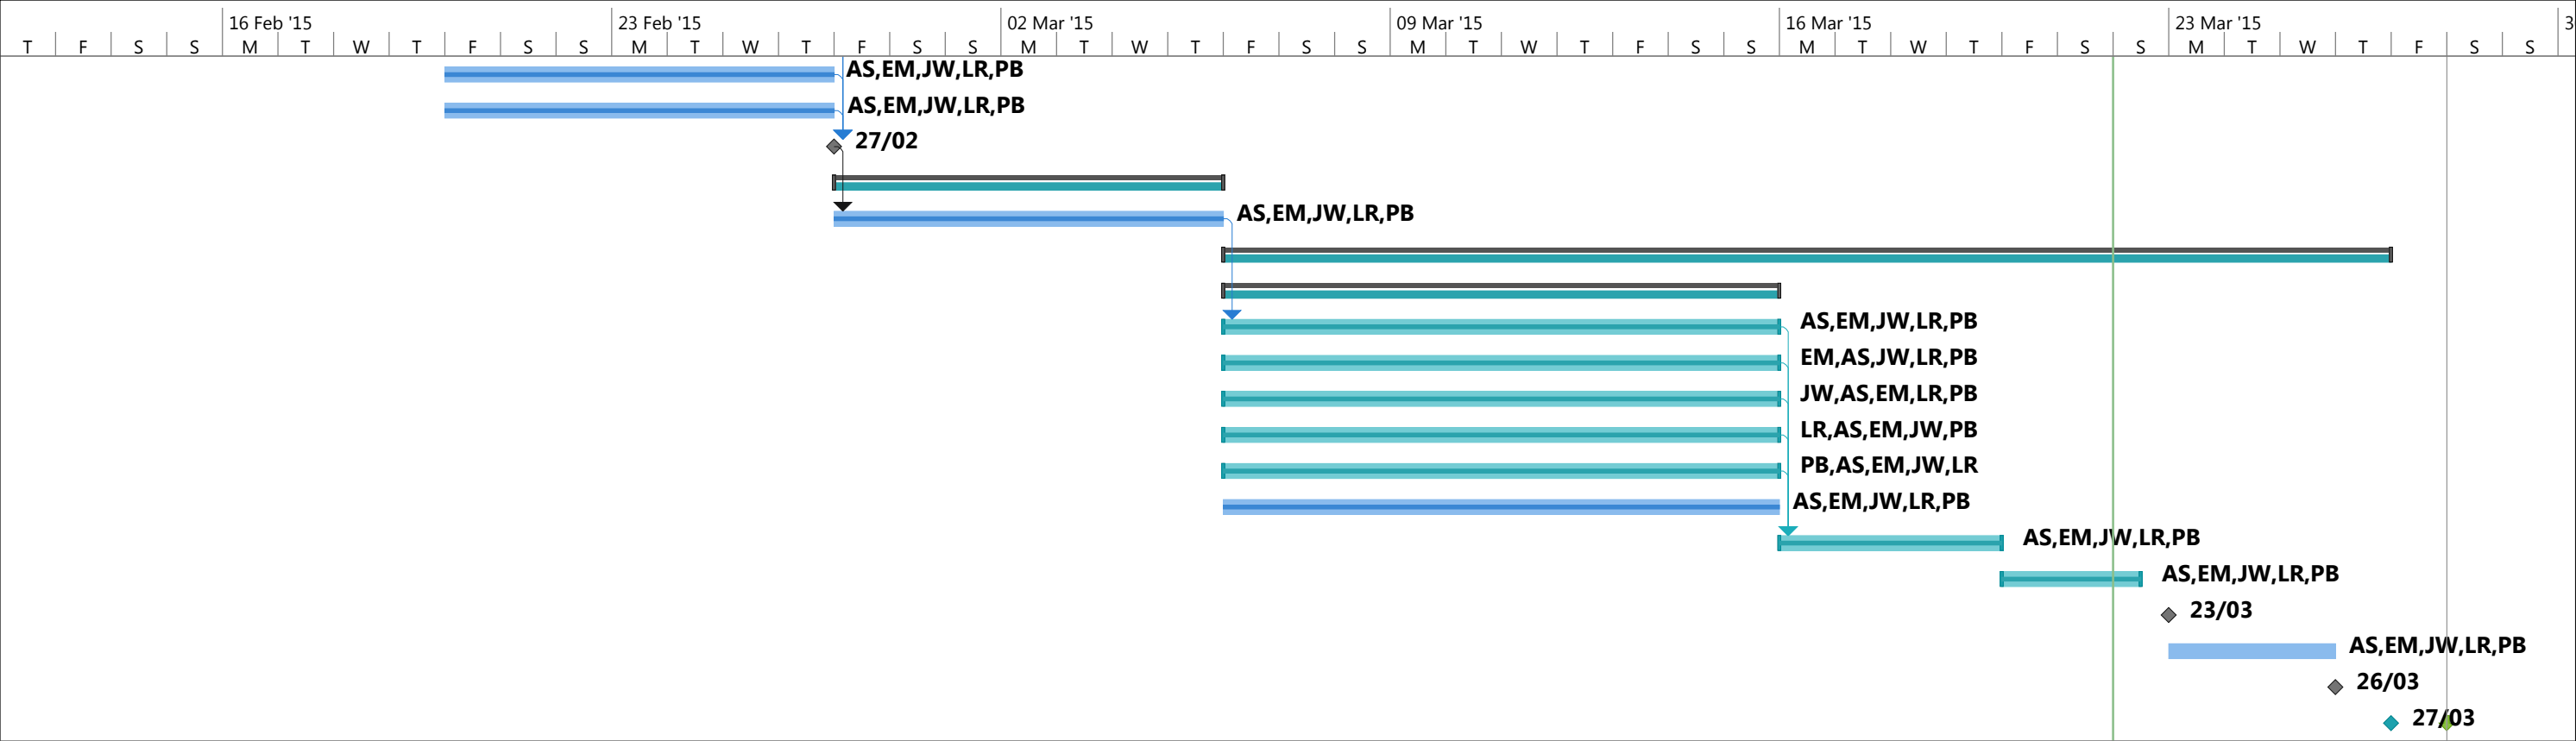 16 Feb '15 23 Feb '15 02 Mar '15 09 Mar '15 16 Mar '15 23 Mar '15 3
T F S S M T W T F S S M T W T F S S M T W T F S S M T W T F S S M T W T F S S M T W T F S S
AS,EM,JW,LR,PB
AS,EM,JW,LR,PB
27/02
AS,EM,JW,LR,PB
AS,EM,JW,LR,PB
EM,AS,JW,LR,PB
JW,AS,EM,LR,PB
LR,AS,EM,JW,PB
PB,AS,EM,JW,LR
AS,EM,JW,LR,PB
AS,EM,JW,LR,PB
AS,EM,JW,LR,PB
23/03
AS,EM,JW,LR,PB
26/03
27/03